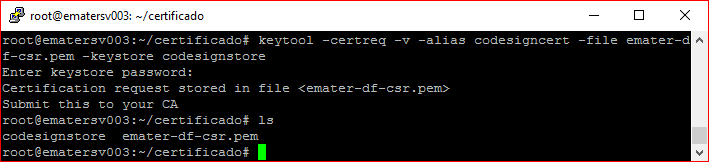 root@ematersv003: ~/certificado
root@ematersv003:~/certificado# keytool -certreq -v -alias codesigncert -file emater-d
f-csr.pem -keystore codesignstore
Enter keystore password:
Certification request stored in file <emater-df-csr.pem>
Submit this to your CA
root@ematersv003:~/certificado# ls
codesignstore  emater-df-csr.pem
root@ematersv003:~/certificado#